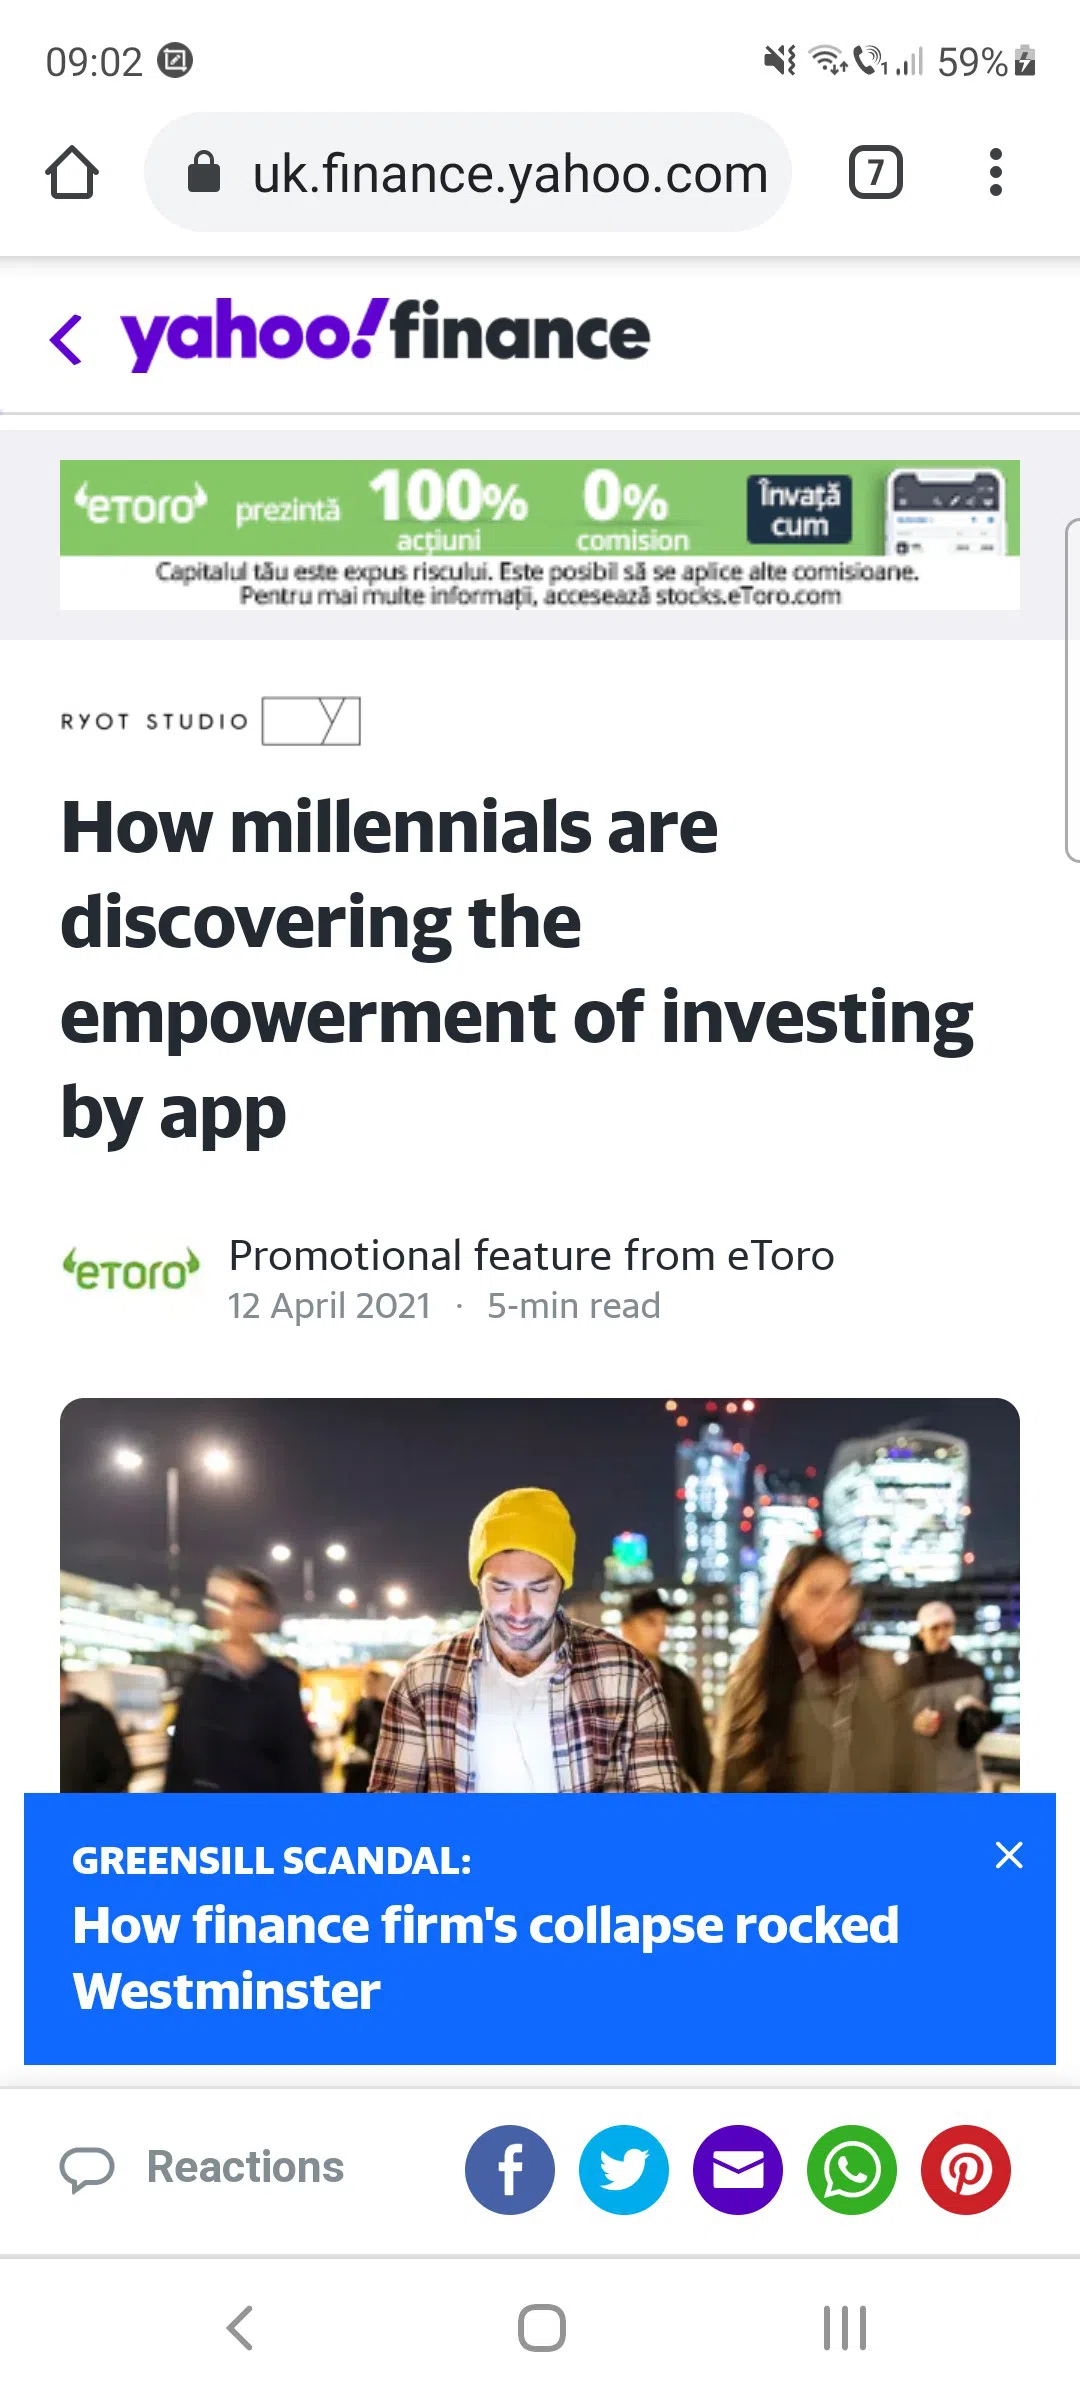 09:02
59%
uk.finance.yahoo.com
7
yahoo!finance
eToro prezintă 100% acțiuni 0% comision Învață cum
Capitalul tău este expus riscului. Este posibil să se aplice alte comisioane.
Pentru mai multe informații, accesează stocks.eToro.com
RYOT STUDIO
How millennials are
discovering the
empowerment of investing
by app
eToro
Promotional feature from eToro
12 April 2021 · 5-min read
GREENSILL SCANDAL:
How finance firm's collapse rocked
Westminster
Reactions